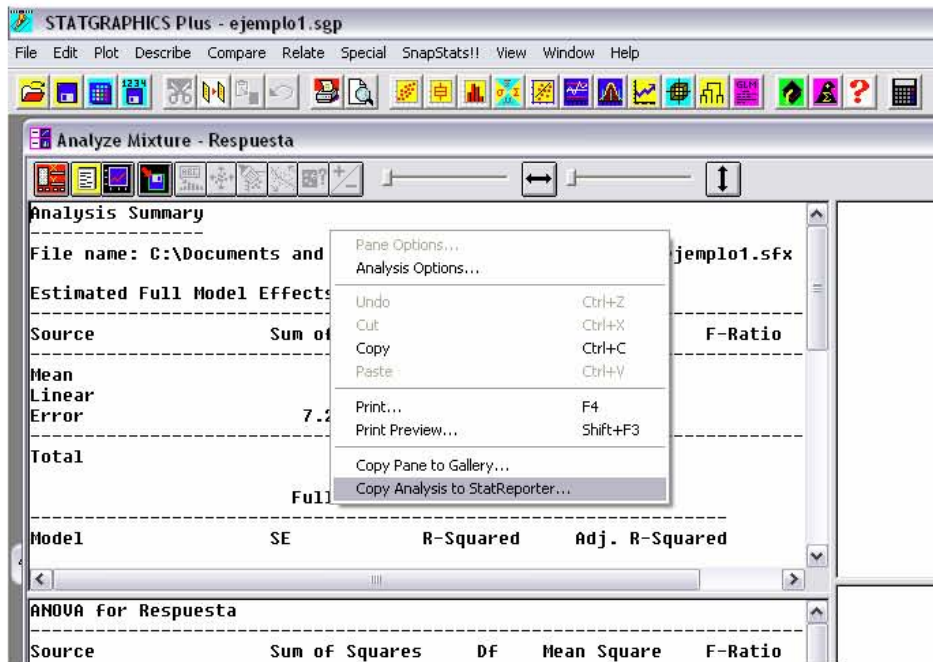 STATGRAPHICS Plus - ejemplo1.sgp
File Edit Plot Describe Compare Relate Special SnapStats!! View Window Help
Analyze Mixture - Respuesta
Analysis Summary
File name: C:\Documents and
jemplo1.sfx
Estimated Full Model Effects
Source Sum of F-Ratio
Mean
Linear
Error 7.2
Total
Full
Model SE R-Squared Adj. R-Squared
Pane Options...
Analysis Options...
Undo Ctrl+Z
Cut Ctrl+X
Copy Ctrl+C
Paste Ctrl+V
Print... F4
Print Preview... Shift+F3
Copy Pane to Gallery...
Copy Analysis to StatReporter...
ANOVA for Respuesta
Source Sum of Squares Df Mean Square F-Ratio